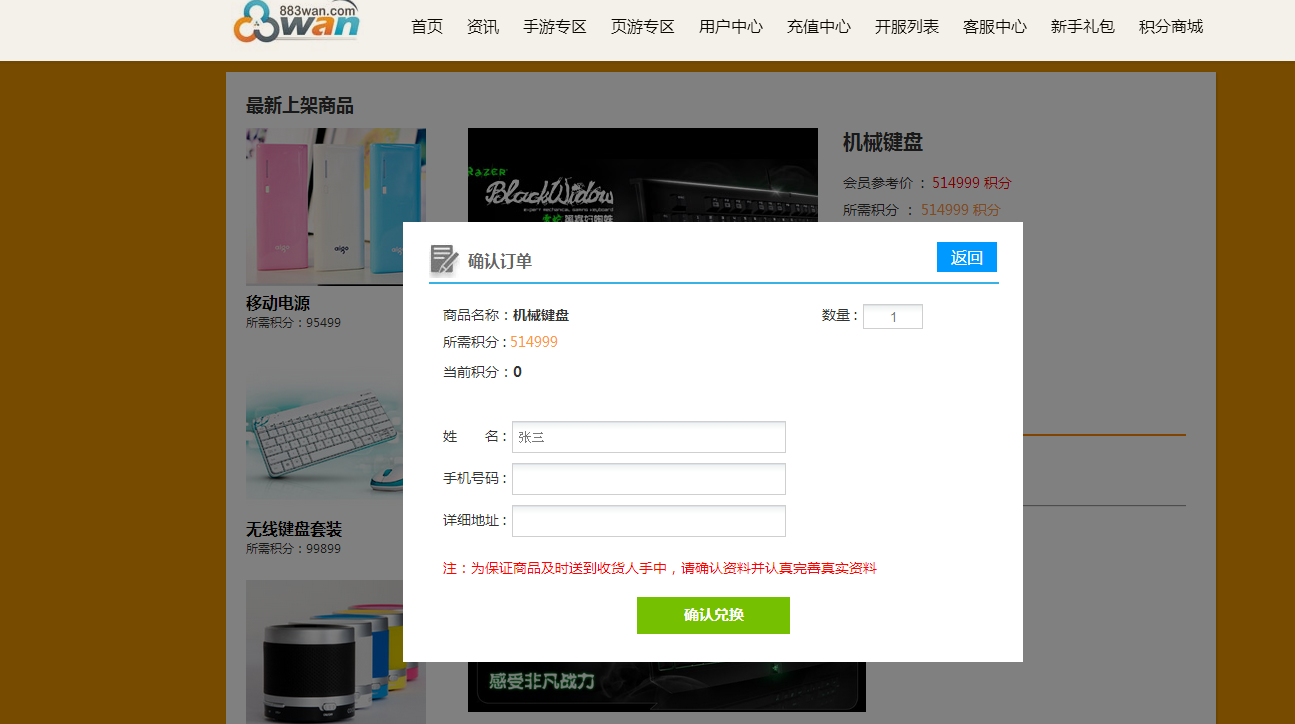 883wan.com
首页 资讯 手游专区 页游专区 用户中心 充值中心 开服列表 客服中心 新手礼包 积分商城
最新上架商品
aigo
移动电源
所需积分：95499
无线键盘套装
所需积分：99899
RAZER
BlackWidow
机械键盘
会员参考价 ： 514999 积分
所需积分 ： 514999 积分
确认订单
返回
商品名称：机械键盘
数量 : 1
所需积分 : 514999
当前积分：0
姓 名 : 张三
手机号码 :
详细地址 :
注：为保证商品及时送到收货人手中，请确认资料并认真完善真实资料
确认兑换
感受非凡战力